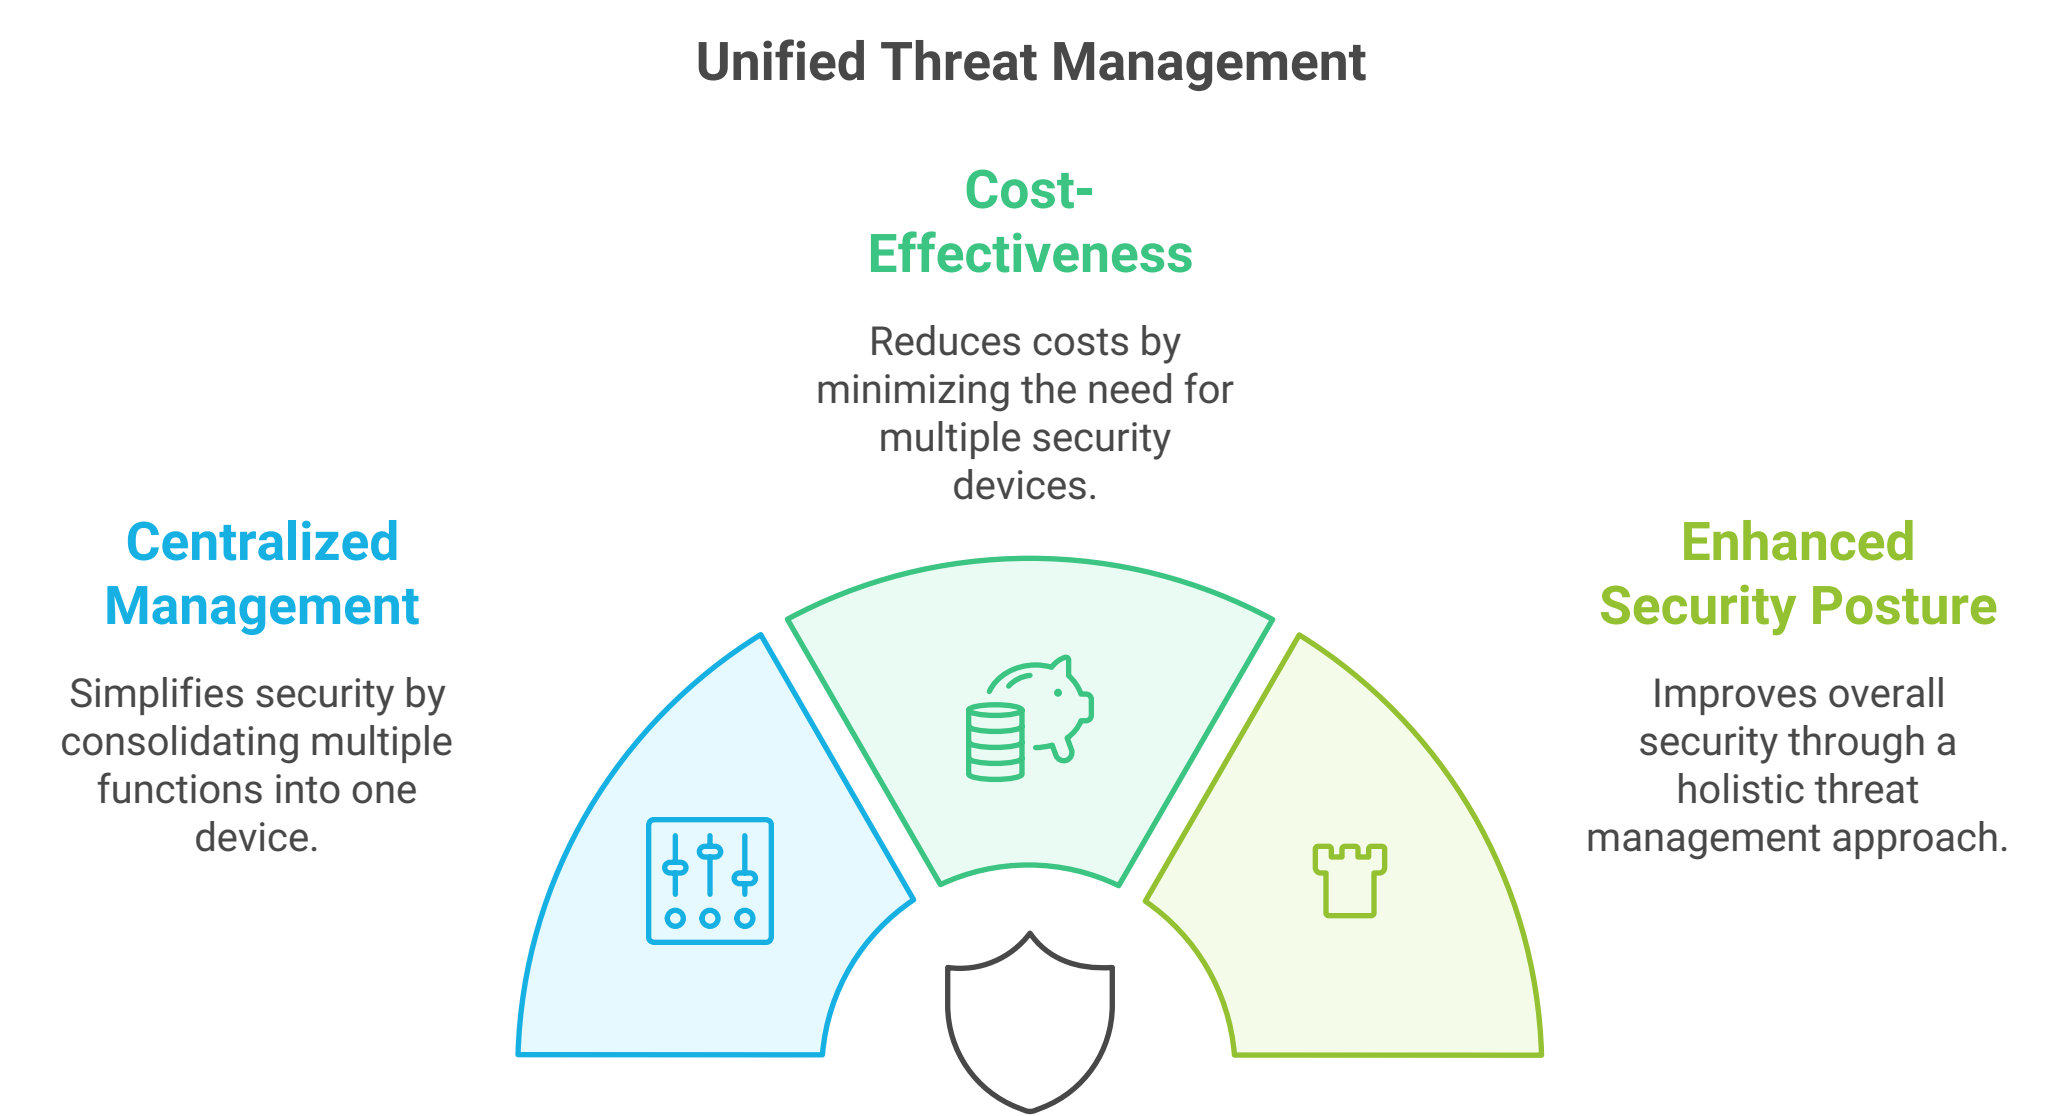 Unified Threat Management
Cost-
Effectiveness
Reduces costs by
minimizing the need for
multiple security
devices.
Centralized
Management
Simplifies security by
consolidating multiple
functions into one
device.
Enhanced
Security Posture
Improves overall
security through a
holistic threat
management approach.